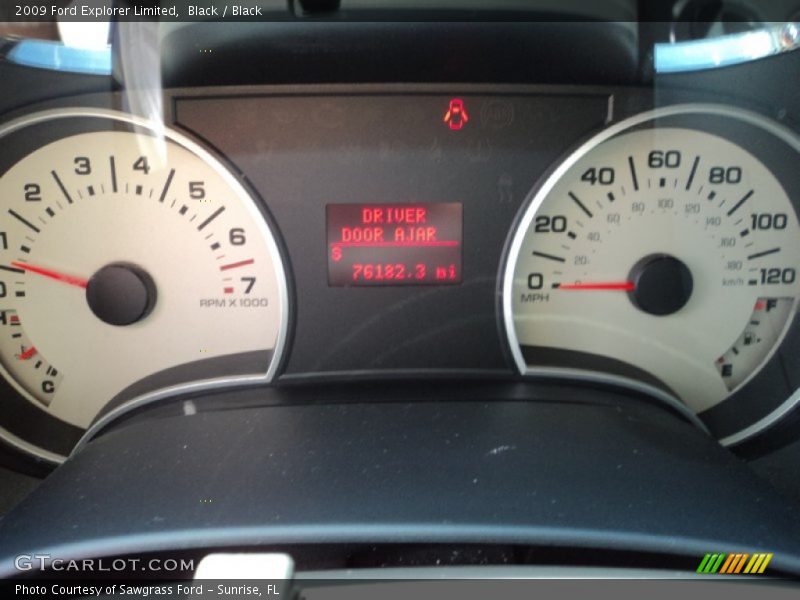 2009 Ford Explorer Limited, Black / Black
1 2 3 4 5 6 7
RPM X 1000
H
C
DRIVER
DOOR AJAR
S
76182.3 mi
0 20 40 60 80 100 120
MPH
20 40 60 80 100 120 140 160 180
km/h
F
GTCARLOT.COM
Photo Courtesy of Sawgrass Ford - Sunrise, FL